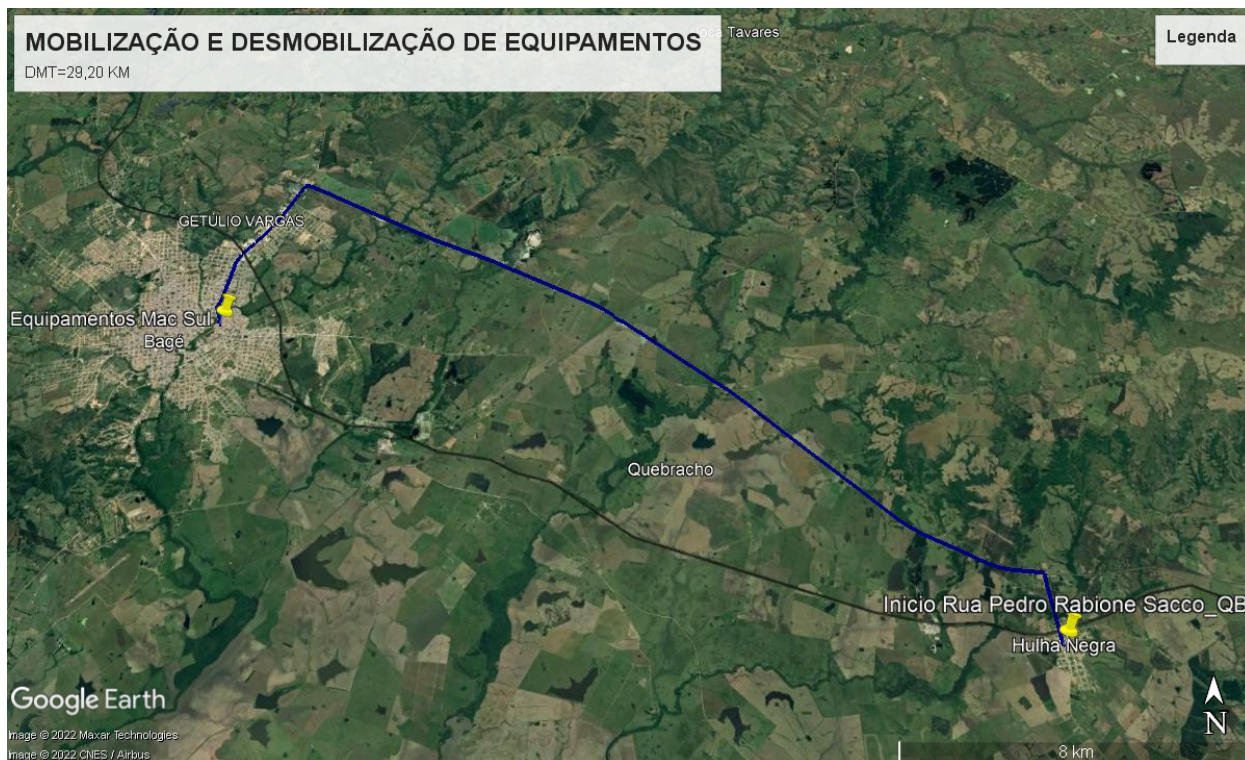 MOBILIZAÇÃO E DESMOBILIZAÇÃO DE EQUIPAMENTOS
DMT=29,20 KM
Tavares
Legenda
GETÚLIO VARGAS
Equipamentos Mac Sul
Bagé
Quebracho
Inicio Rua Pedro Rabione Sacco_QB
Hulha Negra
Google Earth
Image © 2022 Maxar Technologies
Image © 2022 CNES / Airbus
N
8 km